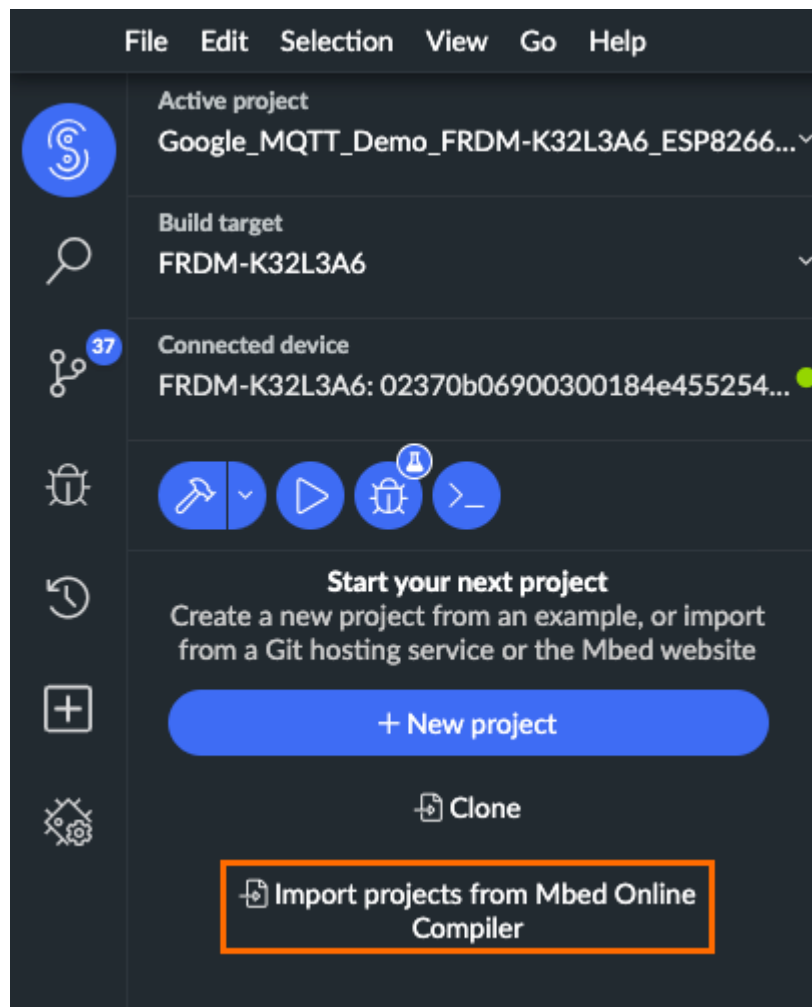 File Edit Selection View Go Help
Active project
Google_MQTT_Demo_FRDM-K32L3A6_ESP8266...
Build target
FRDM-K32L3A6
37
Connected device
FRDM-K32L3A6: 02370b06900300184e455254...
Start your next project
Create a new project from an example, or import
from a Git hosting service or the Mbed website
+ New project
Clone
Import projects from Mbed Online
Compiler